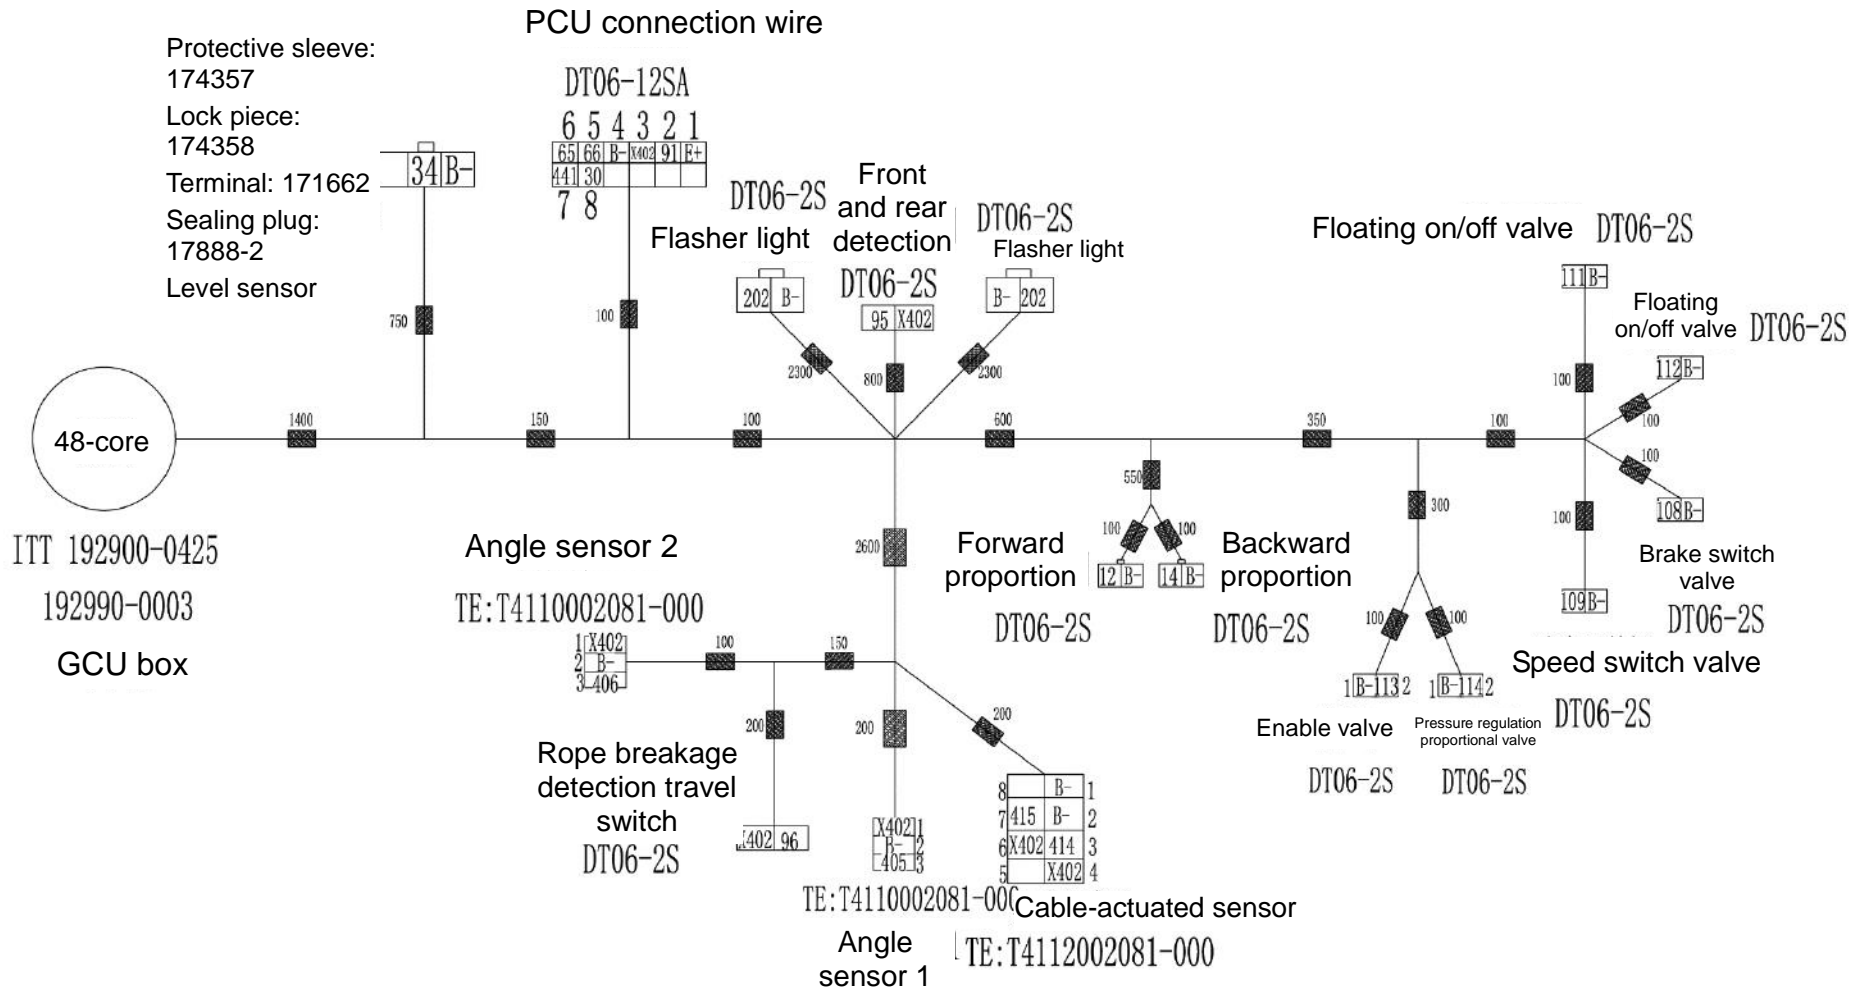 PCU connection wire
Protective sleeve:
174357
Lock piece:
174358
Terminal: 171662
Sealing plug:
17888-2
Level sensor
34 B-
DT06-12SA
6 5 4 3 2 1
65 66 B- X402 91 E+
441 30
7 8
DT06-2S
Flasher light
202 B-
Front
and rear
detection
DT06-2S
95 X402
DT06-2S
Flasher light
B- 202
Floating on/off valve
DT06-2S
111 B-
Floating
on/off valve
DT06-2S
112 B-
750
100
2300
800
2300
100
100
48-core
1400
150
100
600
350
100
ITT 192900-0425
192990-0003
GCU box
2600
550
100
100
300
100
100
108 B-
Brake switch
valve
DT06-2S
109 B-
Speed switch valve
DT06-2S
Forward
proportion
12 B-
DT06-2S
14 B-
Backward
proportion
DT06-2S
100
100
1 B- 113 2
1 B- 114 2
Enable valve
DT06-2S
Pressure regulation
proportional valve
DT06-2S
Angle sensor 2
TE:T4110002081-000
1 X402
2 B-
3 406
100
150
200
200
200
Rope breakage
detection travel
switch
DT06-2S
X402 96
X402 1
B- 2
405 3
TE:T4110002081-000
Angle
sensor 1
8 B- 1
7 415 B- 2
6 X402 414 3
5 X402 4
Cable-actuated sensor
TE:T4112002081-000